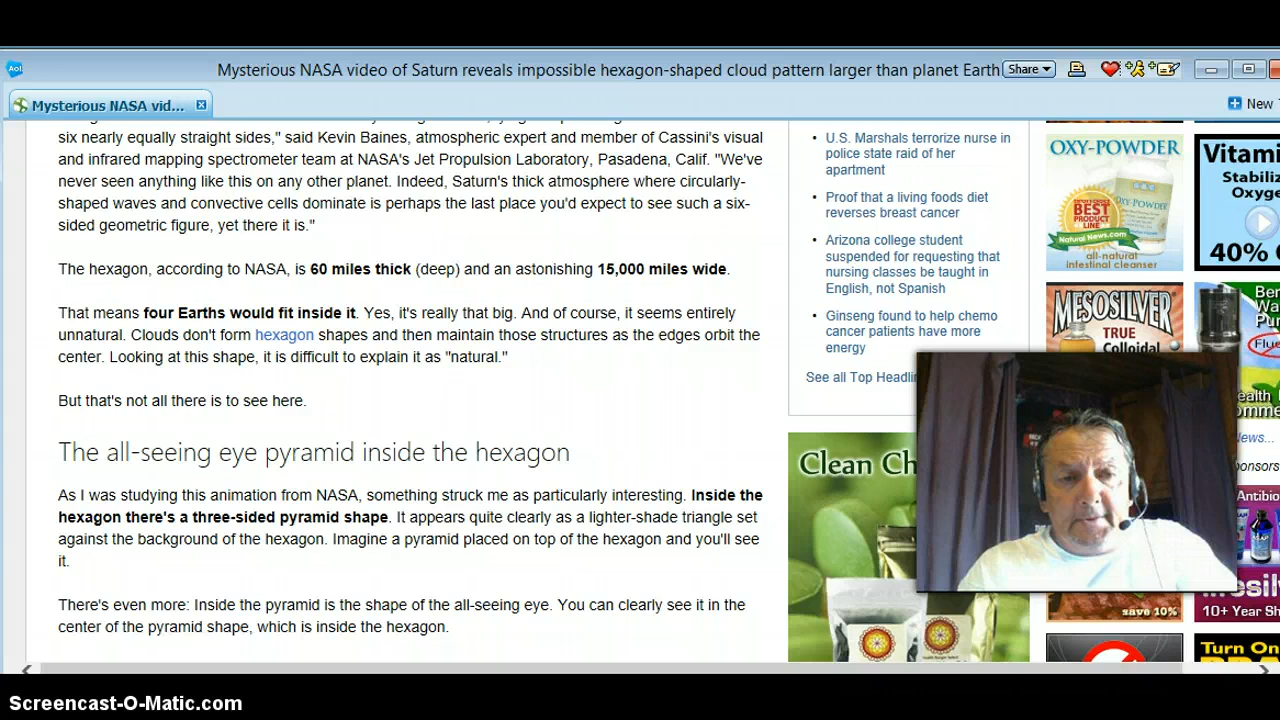 Aol.
Mysterious NASA video of Saturn reveals impossible hexagon-shaped cloud pattern larger than planet Earth
Share
Mysterious NASA vid...
New
six nearly equally straight sides," said Kevin Baines, atmospheric expert and member of Cassini's visual
and infrared mapping spectrometer team at NASA's Jet Propulsion Laboratory, Pasadena, Calif. "We've
never seen anything like this on any other planet. Indeed, Saturn's thick atmosphere where circularly-
shaped waves and convective cells dominate is perhaps the last place you'd expect to see such a six-
sided geometric figure, yet there it is."
The hexagon, according to NASA, is 60 miles thick (deep) and an astonishing 15,000 miles wide.
That means four Earths would fit inside it. Yes, it's really that big. And of course, it seems entirely
unnatural. Clouds don't form hexagon shapes and then maintain those structures as the edges orbit the
center. Looking at this shape, it is difficult to explain it as "natural."
But that's not all there is to see here.
The all-seeing eye pyramid inside the hexagon
As I was studying this animation from NASA, something struck me as particularly interesting. Inside the
hexagon there's a three-sided pyramid shape. It appears quite clearly as a lighter-shade triangle set
against the background of the hexagon. Imagine a pyramid placed on top of the hexagon and you'll see
it.
There's even more: Inside the pyramid is the shape of the all-seeing eye. You can clearly see it in the
center of the pyramid shape, which is inside the hexagon.
U.S. Marshals terrorize nurse in
police state raid of her
apartment
Proof that a living foods diet
reverses breast cancer
Arizona college student
suspended for requesting that
nursing classes be taught in
English, not Spanish
Ginseng found to help chemo
cancer patients have more
energy
See all Top Headlin
Clean Ch
OXY-POWDER
BEST
PRODUCT
LINE
NaturalNews.com
OXY-POWDER
all-natural
intestinal cleanser
MESOSILVER
TRUE
Colloidal
save 10%
Vitami
Stabiliz
Oxyge
40% O
Ber
Pu
Flu
ealth
omme
ews...
ponsors
Antibio
esil
10+ Year Sh
Turn On
Screencast-O-Matic.com